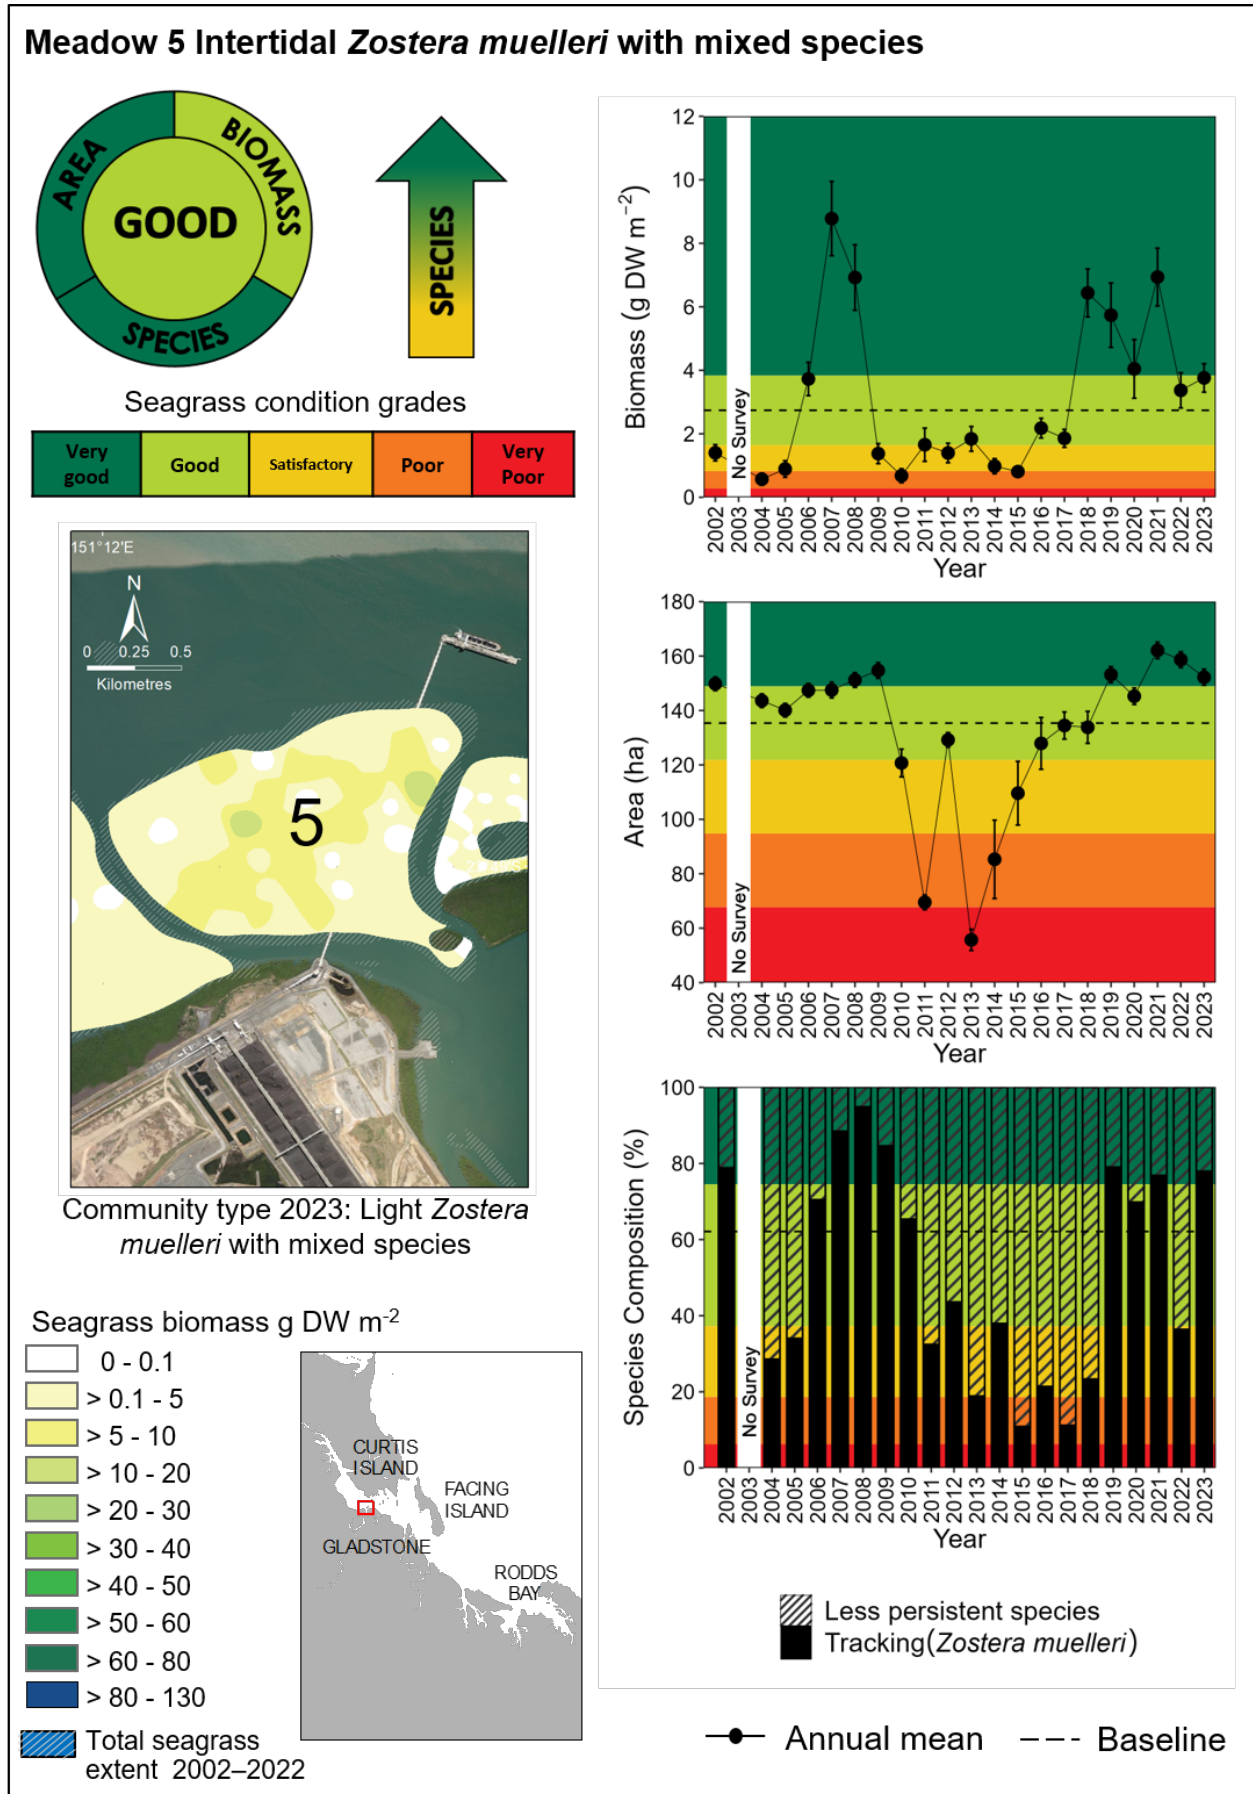 Meadow 5 Intertidal Zostera muelleri with mixed species
AREA
BIOMASS
GOOD
SPECIES
SPECIES
Seagrass condition grades
Very good
Good
Satisfactory
Poor
Very Poor
151°12'E
N
0 0.25 0.5
Kilometres
5
Community type 2023: Light Zostera
muelleri with mixed species
Seagrass biomass g DW m-2
0 - 0.1
> 0.1 - 5
> 5 - 10
> 10 - 20
> 20 - 30
> 30 - 40
> 40 - 50
> 50 - 60
> 60 - 80
> 80 - 130
Total seagrass
extent 2002–2022
CURTIS
ISLAND
FACING
ISLAND
GLADSTONE
RODDS
BAY
Biomass (g DW m−2)
12
10
8
6
4
2
0
No Survey
2002 2003 2004 2005 2006 2007 2008 2009 2010 2011 2012 2013 2014 2015 2016 2017 2018 2019 2020 2021 2022 2023
Year
Area (ha)
180
160
140
120
100
80
60
40
No Survey
2002 2003 2004 2005 2006 2007 2008 2009 2010 2011 2012 2013 2014 2015 2016 2017 2018 2019 2020 2021 2022 2023
Year
Species Composition (%)
100
80
60
40
20
0
No Survey
2002 2003 2004 2005 2006 2007 2008 2009 2010 2011 2012 2013 2014 2015 2016 2017 2018 2019 2020 2021 2022 2023
Year
Less persistent species
Tracking(Zostera muelleri)
Annual mean
Baseline